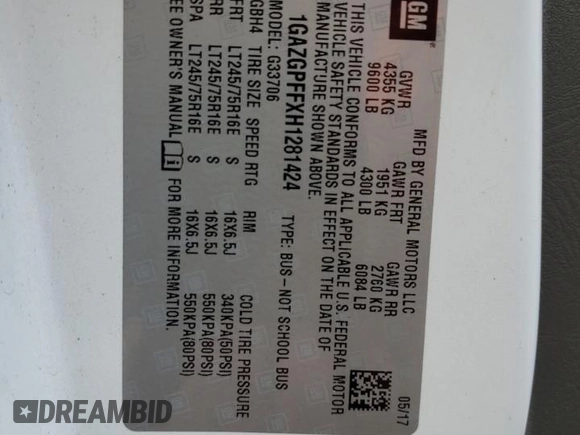 GM
MFD BY GENERAL MOTORS LLC
05/17
GVWR GAWR FRT GAWR RR
4355 KG 1951 KG 2760 KG
9600 LB 4300 LB 6084 LB
THIS VEHICLE CONFORMS TO ALL APPLICABLE U.S. FEDERAL MOTOR
VEHICLE SAFETY STANDARDS IN EFFECT ON THE DATE OF
MANUFACTURE SHOWN ABOVE.
1GAZGPFFXH1281424 TYPE: BUS–NOT SCHOOL BUS
MODEL: G33706
GBH4 TIRE SIZE SPEED RTG RIM COLD TIRE PRESSURE
FRT LT245/75R16E S 16X6.5J 340KPA(50PSI)
RR LT245/75R16E S 16X6.5J 550KPA(80PSI)
SPA LT245/75R16E S 16X6.5J 550KPA(80PSI)
SEE OWNER'S MANUAL FOR MORE INFORMATION.
DREAMBID